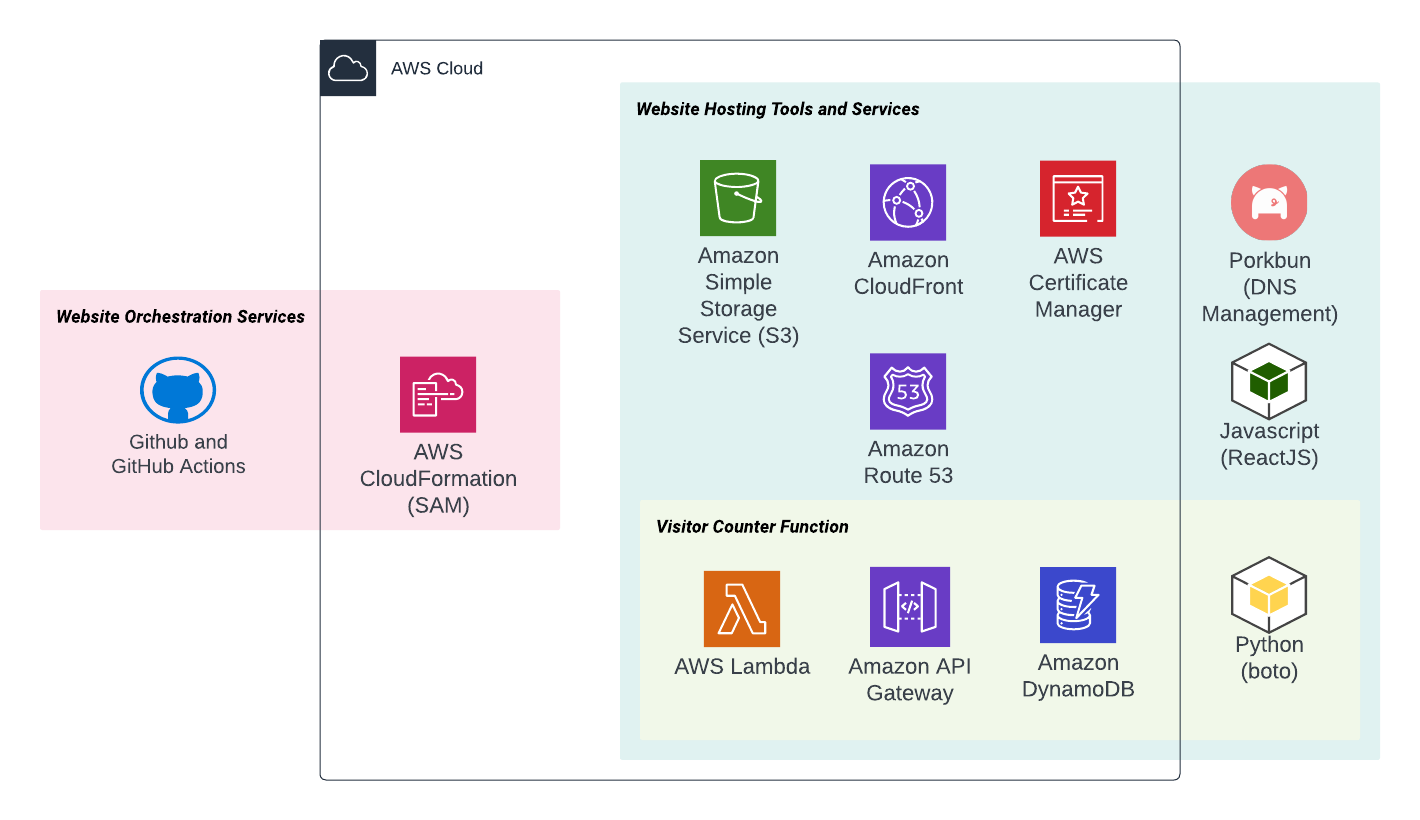 AWS Cloud
Website Hosting Tools and Services
Amazon
Simple
Storage
Service (S3)
Amazon
CloudFront
AWS
Certificate
Manager
Porkbun
(DNS
Management)
Website Orchestration Services
Github and
GitHub Actions
AWS
CloudFormation
(SAM)
53
Amazon
Route 53
Javascript
(ReactJS)
Visitor Counter Function
</>
AWS Lambda
Amazon API
Gateway
Amazon
DynamoDB
Python
(boto)